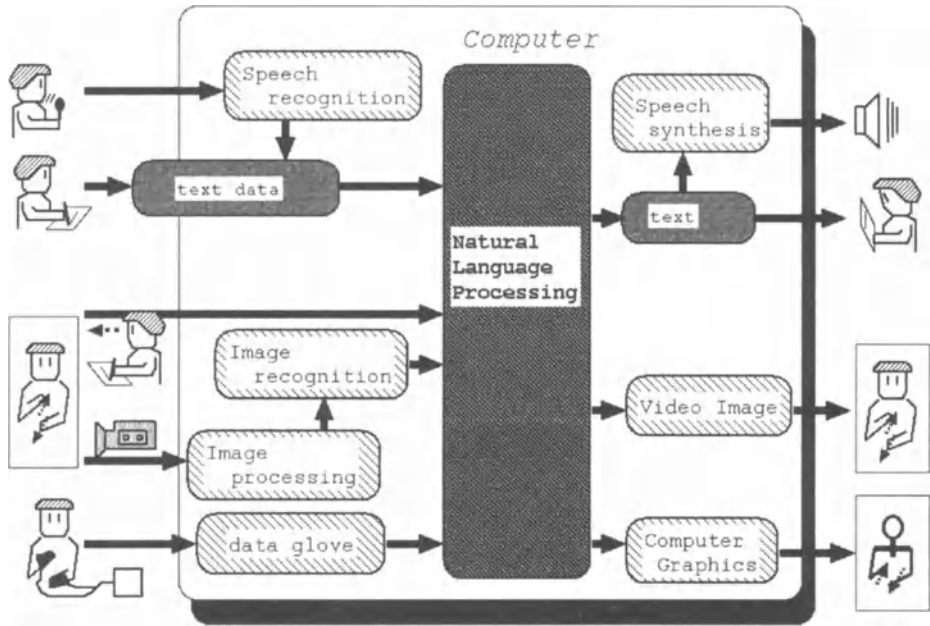 Computer
Speech
recognition
text data
Natural
Language
Processing
Speech
synthesis
text
Image
recognition
Image
processing
data glove
Video Image
Computer
Graphics